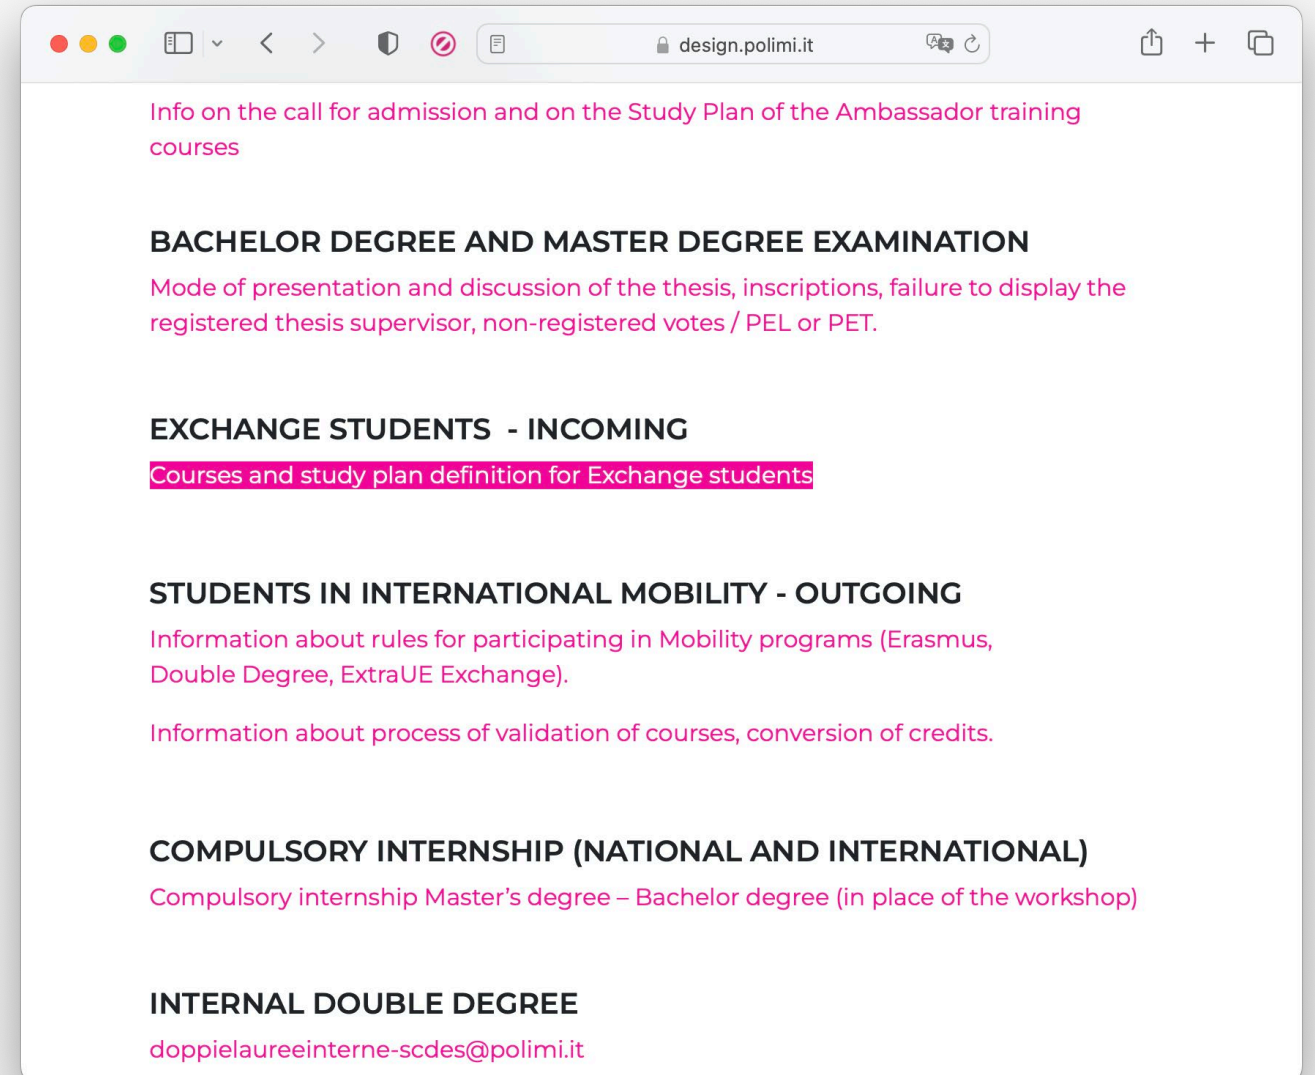 design.polimi.it
Info on the call for admission and on the Study Plan of the Ambassador training
courses
BACHELOR DEGREE AND MASTER DEGREE EXAMINATION
Mode of presentation and discussion of the thesis, inscriptions, failure to display the
registered thesis supervisor, non-registered votes / PEL or PET.
EXCHANGE STUDENTS  - INCOMING
Courses and study plan definition for Exchange students
STUDENTS IN INTERNATIONAL MOBILITY - OUTGOING
Information about rules for participating in Mobility programs (Erasmus,
Double Degree, ExtraUE Exchange).
Information about process of validation of courses, conversion of credits.
COMPULSORY INTERNSHIP (NATIONAL AND INTERNATIONAL)
Compulsory internship Master’s degree – Bachelor degree (in place of the workshop)
INTERNAL DOUBLE DEGREE
doppielaureeinterne-scdes@polimi.it